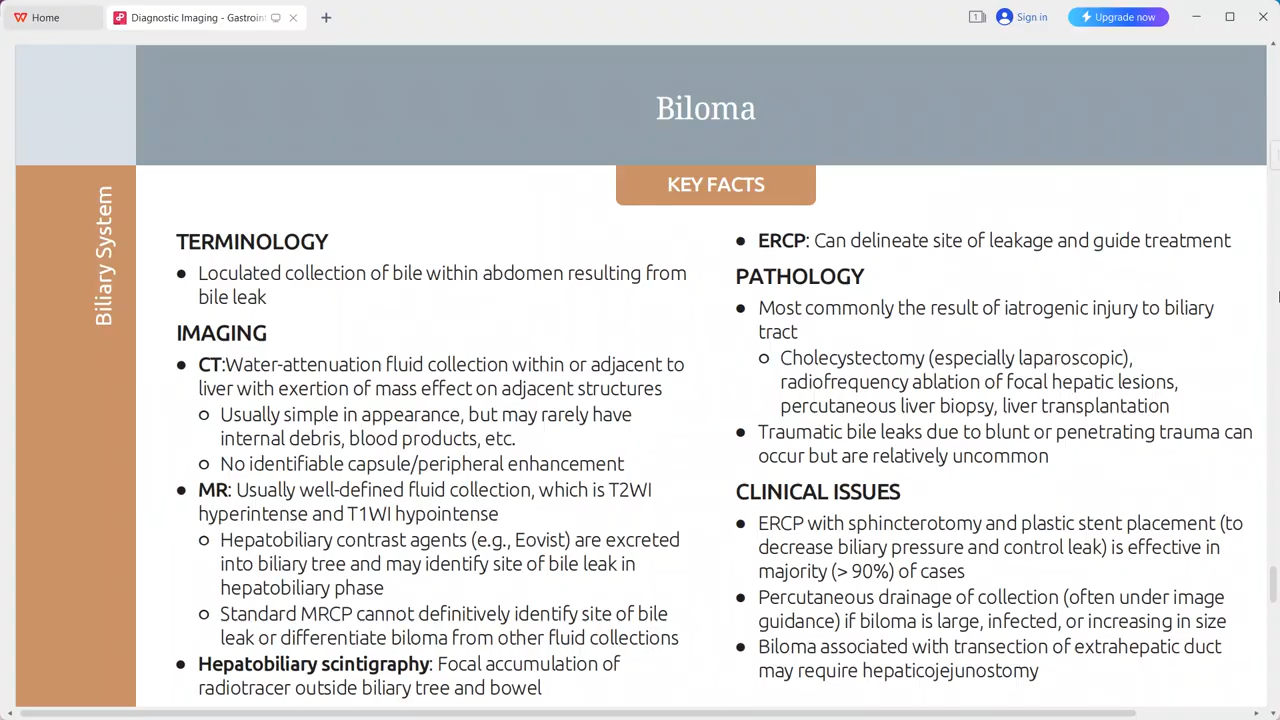 Home
Diagnostic Imaging - Gastroint
1
Sign in
Upgrade now
Biloma
KEY FACTS
Biliary System
TERMINOLOGY
● Loculated collection of bile within abdomen resulting from
bile leak
IMAGING
● CT:Water-attenuation fluid collection within or adjacent to
liver with exertion of mass effect on adjacent structures
○ Usually simple in appearance, but may rarely have
internal debris, blood products, etc.
○ No identifiable capsule/peripheral enhancement
● MR: Usually well-defined fluid collection, which is T2WI
hyperintense and T1WI hypointense
○ Hepatobiliary contrast agents (e.g., Eovist) are excreted
into biliary tree and may identify site of bile leak in
hepatobiliary phase
○ Standard MRCP cannot definitively identify site of bile
leak or differentiate biloma from other fluid collections
● Hepatobiliary scintigraphy: Focal accumulation of
radiotracer outside biliary tree and bowel
● ERCP: Can delineate site of leakage and guide treatment
PATHOLOGY
● Most commonly the result of iatrogenic injury to biliary
tract
○ Cholecystectomy (especially laparoscopic),
radiofrequency ablation of focal hepatic lesions,
percutaneous liver biopsy, liver transplantation
● Traumatic bile leaks due to blunt or penetrating trauma can
occur but are relatively uncommon
CLINICAL ISSUES
● ERCP with sphincterotomy and plastic stent placement (to
decrease biliary pressure and control leak) is effective in
majority (> 90%) of cases
● Percutaneous drainage of collection (often under image
guidance) if biloma is large, infected, or increasing in size
● Biloma associated with transection of extrahepatic duct
may require hepaticojejunostomy